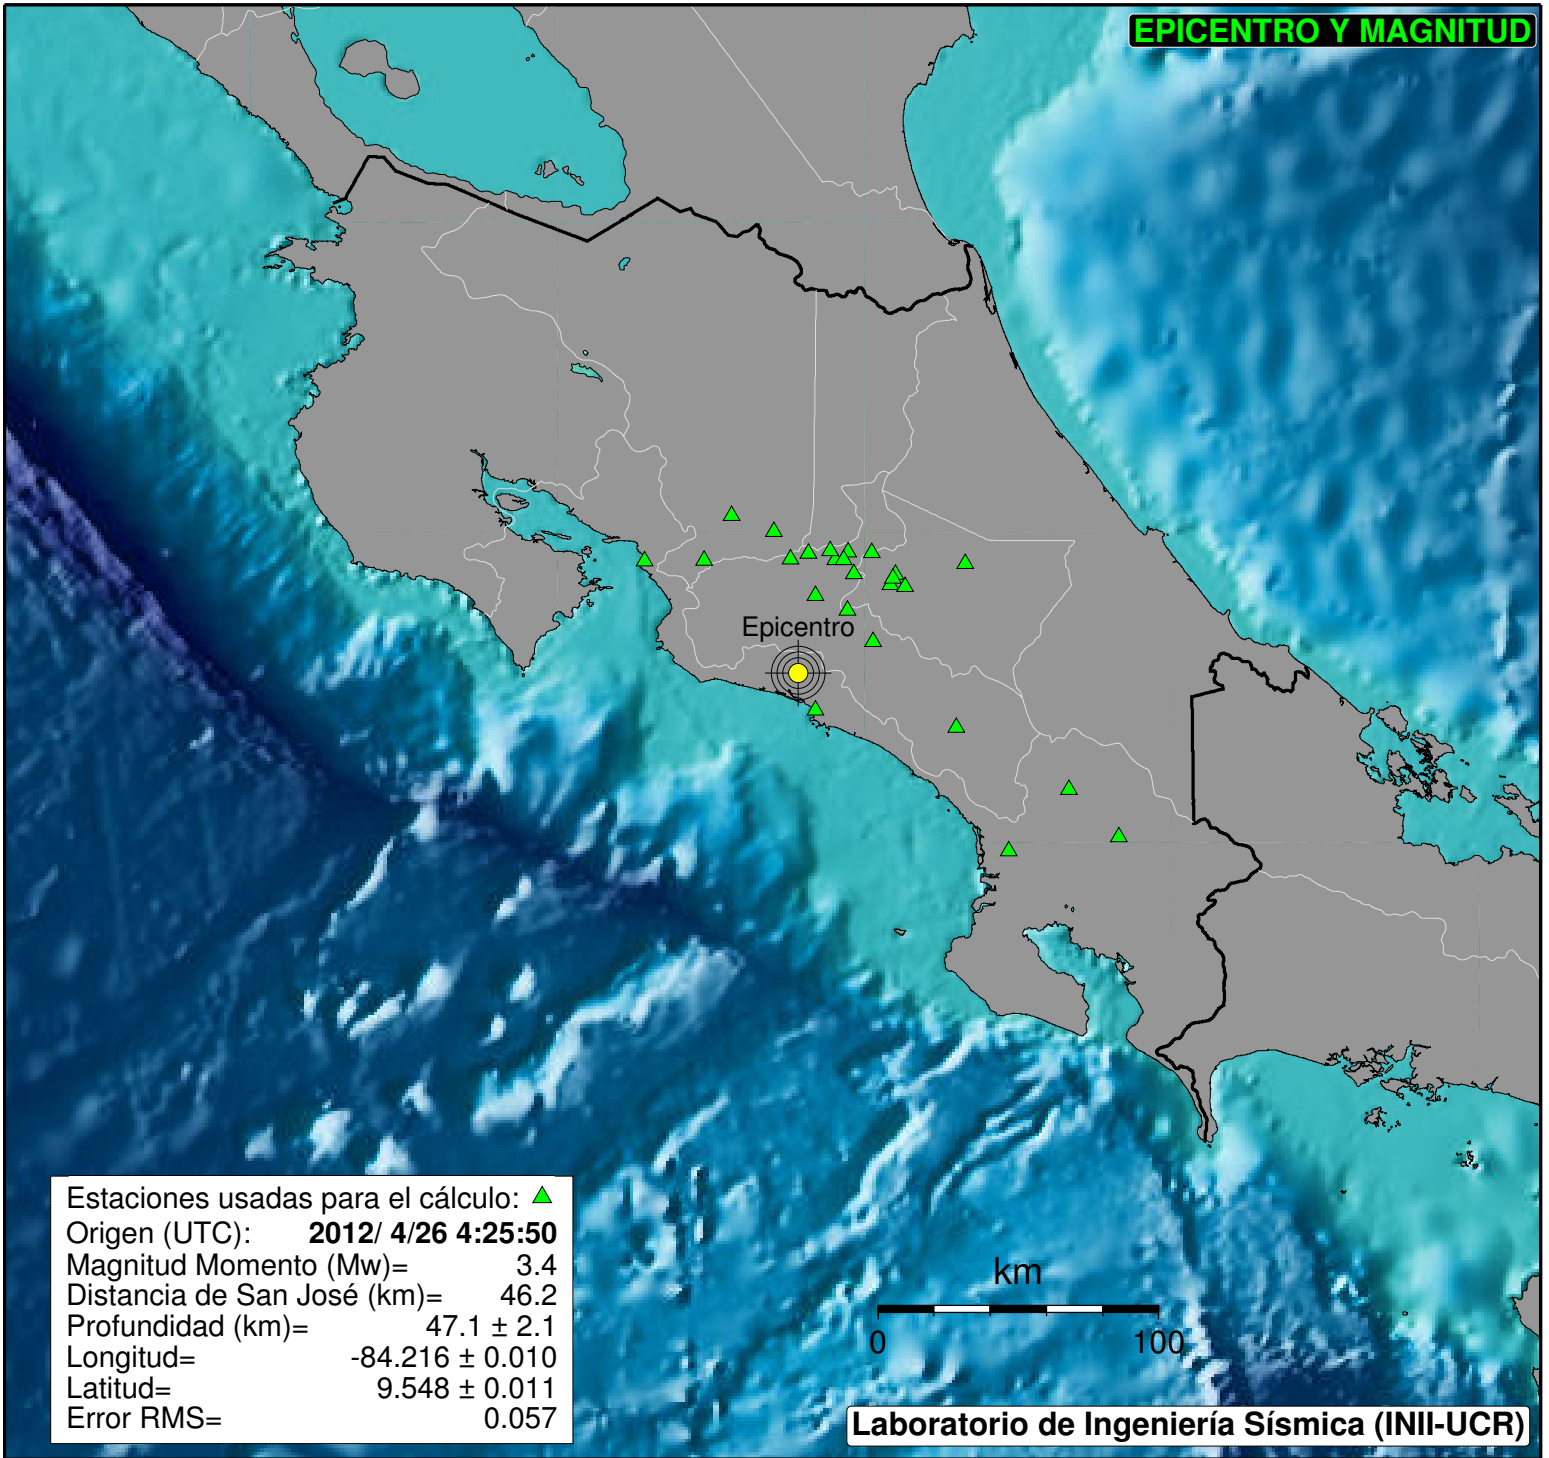 EPICENTRO Y MAGNITUD
Epicentro
Estaciones usadas para el cálculo:
Origen (UTC): 2012/ 4/26 4:25:50
Magnitud Momento (Mw)= 3.4
Distancia de San José (km)= 46.2
Profundidad (km)= 47.1 ± 2.1
Longitud= -84.216 ± 0.010
Latitud= 9.548 ± 0.011
Error RMS= 0.057
km
0 100
Laboratorio de Ingeniería Sísmica (INII-UCR)